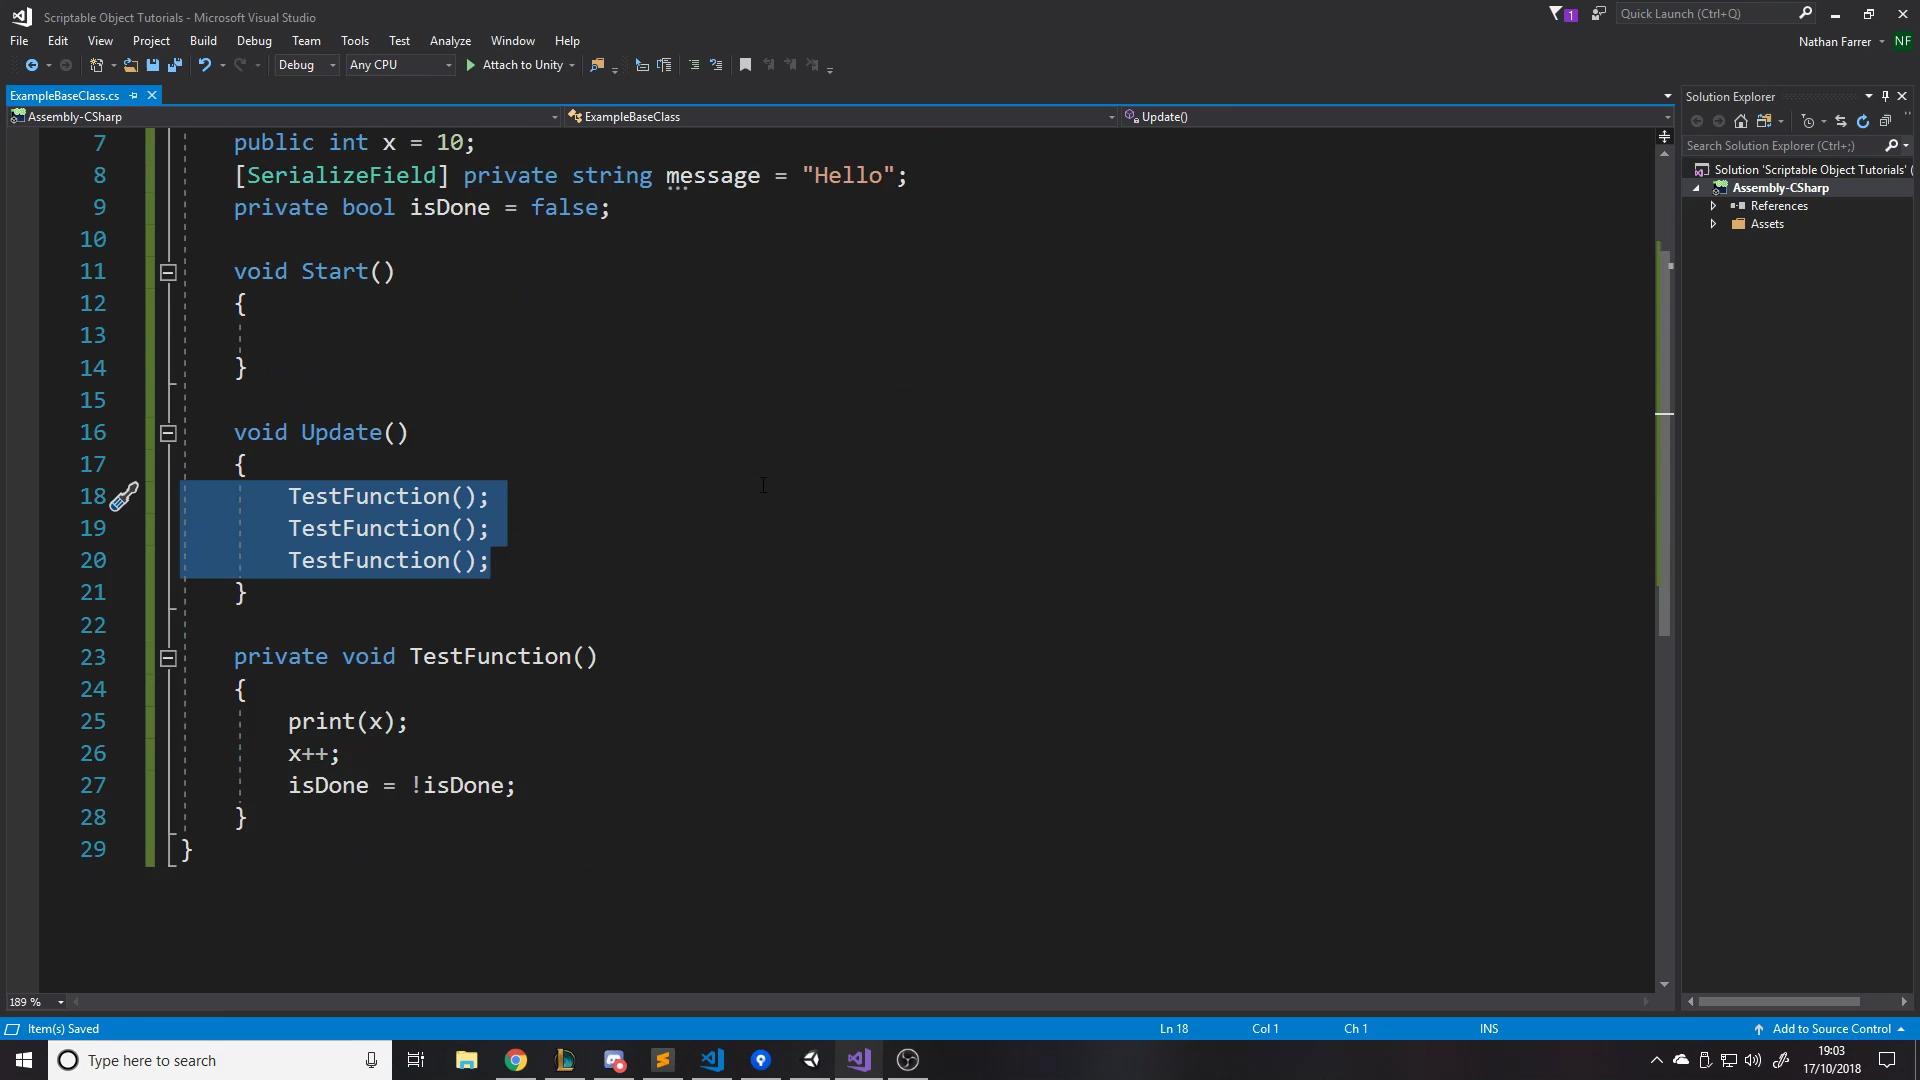 Scriptable Object Tutorials - Microsoft Visual Studio
1
Quick Launch (Ctrl+Q)
File Edit View Project Build Debug Team Tools Test Analyze Window Help
Nathan Farrer
NF
Debug
Any CPU
Attach to Unity
ExampleBaseClass.cs
Assembly-CSharp
ExampleBaseClass
Update()
7 public int x = 10;
8 [SerializeField] private string message = "Hello";
9 private bool isDone = false;
10
11 void Start()
12 {
13
14 }
15
16 void Update()
17 {
18 TestFunction();
19 TestFunction();
20 TestFunction();
21 }
22
23 private void TestFunction()
24 {
25 print(x);
26 x++;
27 isDone = !isDone;
28 }
29 }
Solution Explorer
Search Solution Explorer (Ctrl+;)
Solution 'Scriptable Object Tutorials' (
Assembly-CSharp
References
Assets
189 %
Item(s) Saved
Ln 18
Col 1
Ch 1
INS
Add to Source Control
Type here to search
19:03
17/10/2018